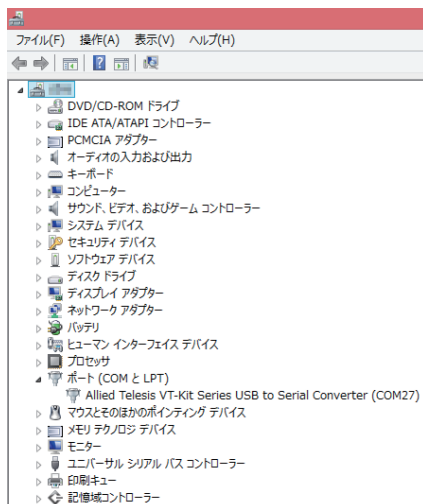 ファイル(F) 操作(A) 表示(V) ヘルプ(H)
DVD/CD-ROM ドライブ
IDE ATA/ATAPI コントローラー
PCMCIA アダプター
オーディオの入力および出力
キーボード
コンピューター
サウンド、ビデオ、およびゲーム コントローラー
システム デバイス
セキュリティ デバイス
ソフトウェア デバイス
ディスク ドライブ
ディスプレイ アダプター
ネットワーク アダプター
バッテリ
ヒューマン インターフェイス デバイス
プロセッサ
ポート (COM と LPT)
Allied Telesis VT-Kit Series USB to Serial Converter (COM27)
マウスとそのほかのポインティング デバイス
メモリ テクノロジ デバイス
モニター
ユニバーサル シリアル バス コントローラー
印刷キュー
記憶域コントローラー